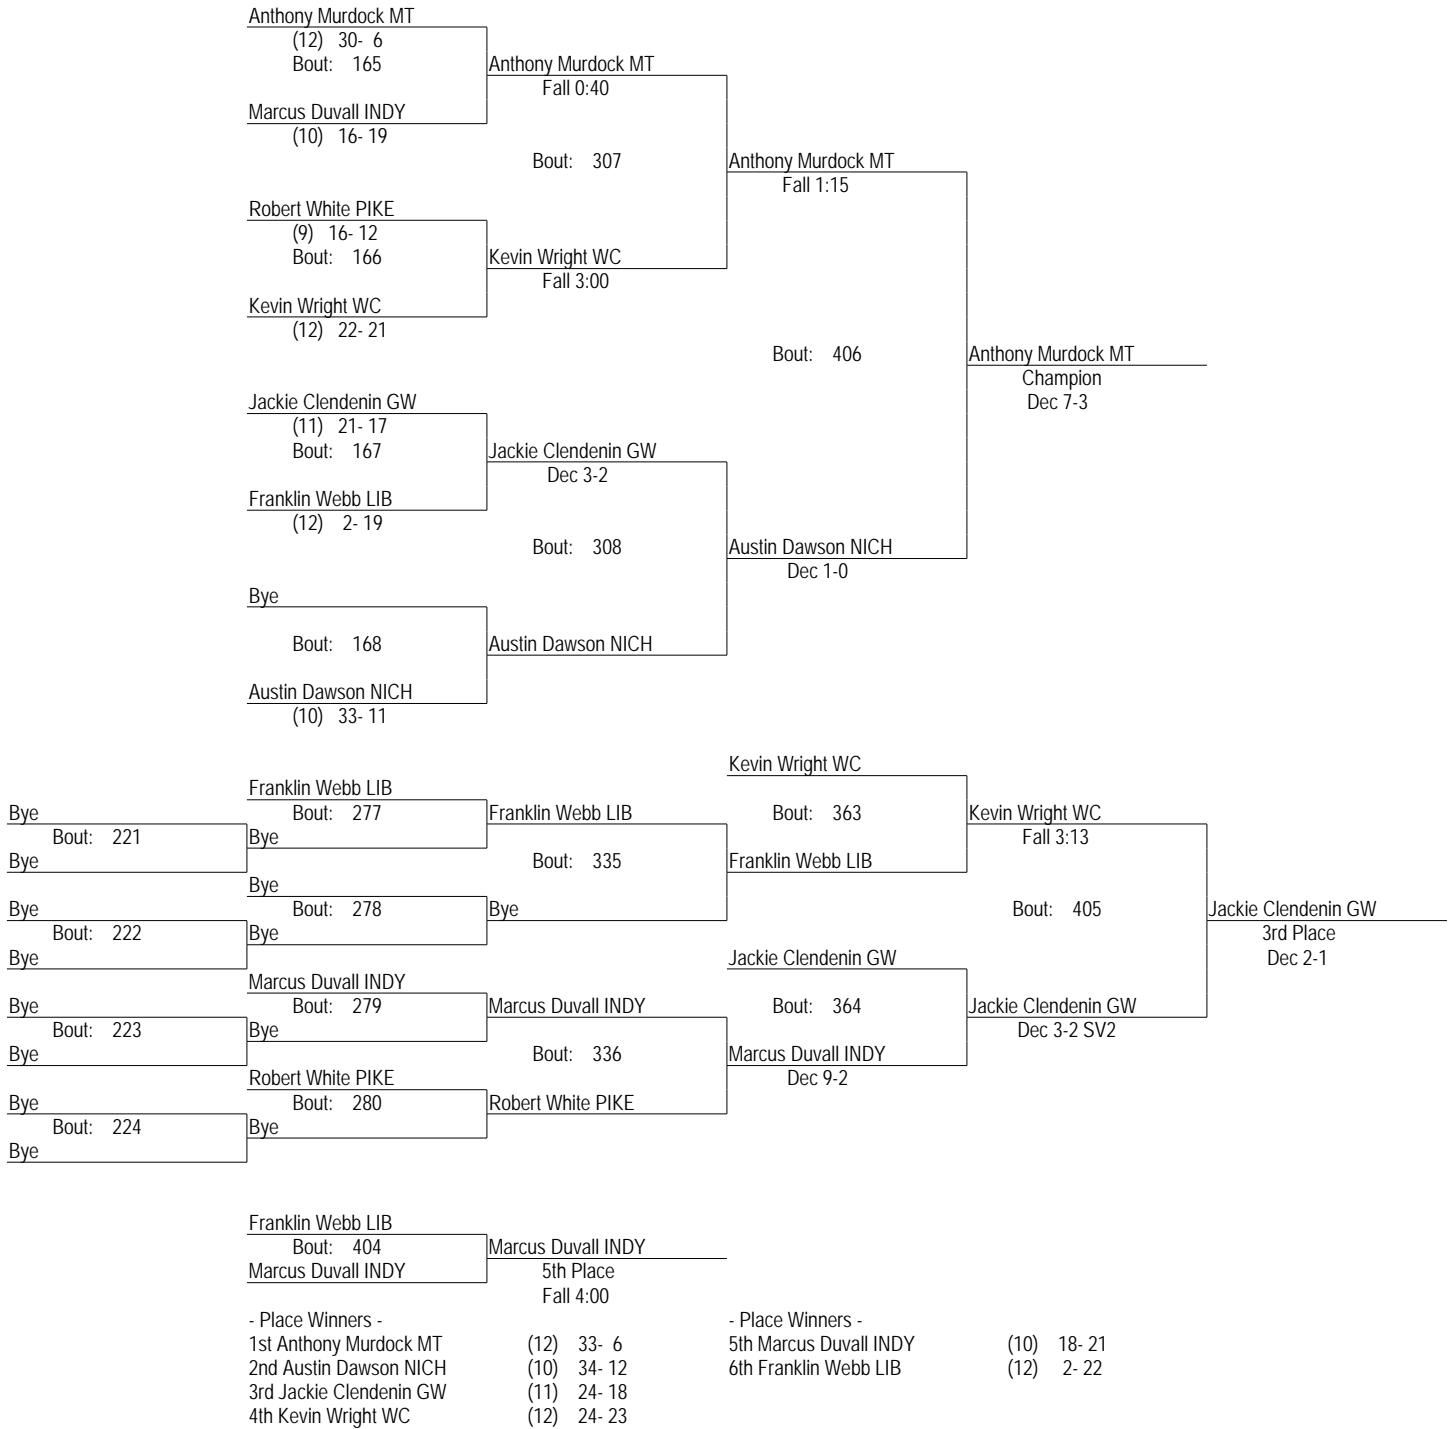 Anthony Murdock MT
(12) 30- 6
Bout: 165
Anthony Murdock MT
Fall 0:40
Marcus Duvall INDY
(10) 16- 19
Bout: 307
Anthony Murdock MT
Fall 1:15
Robert White PIKE
(9) 16- 12
Bout: 166
Kevin Wright WC
Fall 3:00
Kevin Wright WC
(12) 22- 21
Bout: 406
Anthony Murdock MT
Champion
Dec 7-3
Jackie Clendenin GW
(11) 21- 17
Bout: 167
Jackie Clendenin GW
Dec 3-2
Franklin Webb LIB
(12) 2- 19
Bout: 308
Austin Dawson NICH
Dec 1-0
Bye
Bout: 168
Austin Dawson NICH
Austin Dawson NICH
(10) 33- 11
Kevin Wright WC
Franklin Webb LIB
Bye
Bout: 277
Franklin Webb LIB
Bout: 363
Kevin Wright WC
Bout: 221
Bye
Fall 3:13
Bye
Bout: 335
Franklin Webb LIB
Bye
Bye
Bout: 278
Bye
Bout: 405
Jackie Clendenin GW
Bout: 222
Bye
3rd Place
Bye
Jackie Clendenin GW
Dec 2-1
Marcus Duvall INDY
Bye
Bout: 279
Marcus Duvall INDY
Bout: 364
Jackie Clendenin GW
Bout: 223
Bye
Dec 3-2 SV2
Bye
Bout: 336
Marcus Duvall INDY
Robert White PIKE
Dec 9-2
Bye
Bout: 280
Robert White PIKE
Bout: 224
Bye
Bye
Franklin Webb LIB
Bout: 404
Marcus Duvall INDY
Marcus Duvall INDY
5th Place
Fall 4:00
- Place Winners -
1st Anthony Murdock MT (12) 33- 6
2nd Austin Dawson NICH (10) 34- 12
3rd Jackie Clendenin GW (11) 24- 18
4th Kevin Wright WC (12) 24- 23
- Place Winners -
5th Marcus Duvall INDY (10) 18- 21
6th Franklin Webb LIB (12) 2- 22